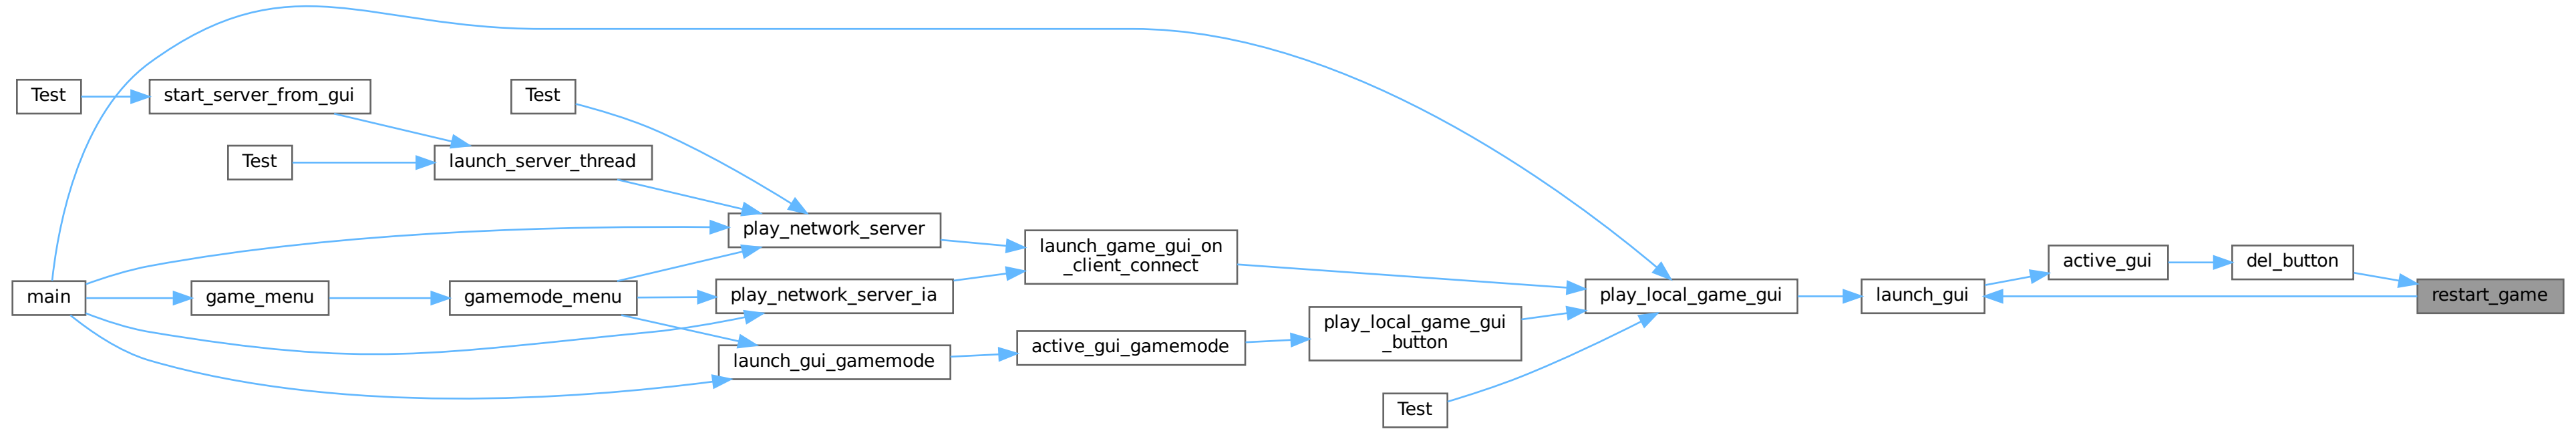 Test
start_server_from_gui
Test
Test
launch_server_thread
play_network_server
main
game_menu
gamemode_menu
play_network_server_ia
launch_gui_gamemode
launch_game_gui_on
_client_connect
active_gui_gamemode
play_local_game_gui
_button
Test
play_local_game_gui
launch_gui
active_gui
del_button
restart_game